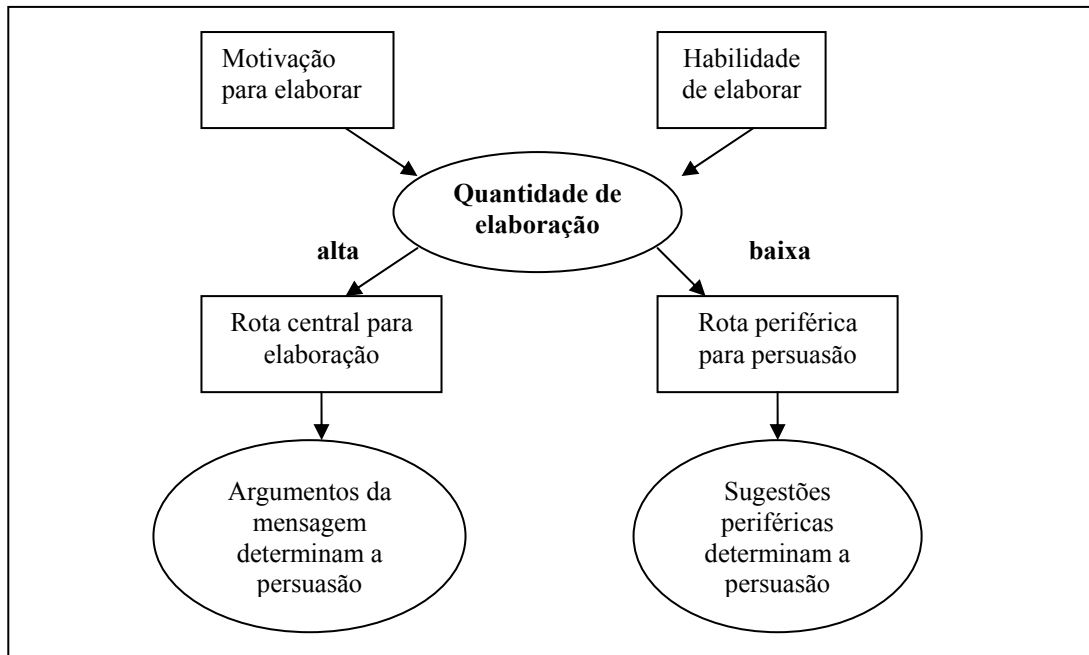 Motivação
para elaborar
Habilidade
de elaborar
Quantidade de
elaboração
alta
baixa
Rota central para
elaboração
Rota periférica
para persuasão
Argumentos da
mensagem
determinam a
persuasão
Sugestões
periféricas
determinam a
persuasão